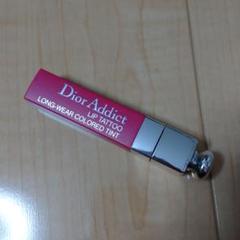 Dior Addict
LIP TATTOO
LONG-WEAR COLORED TINT